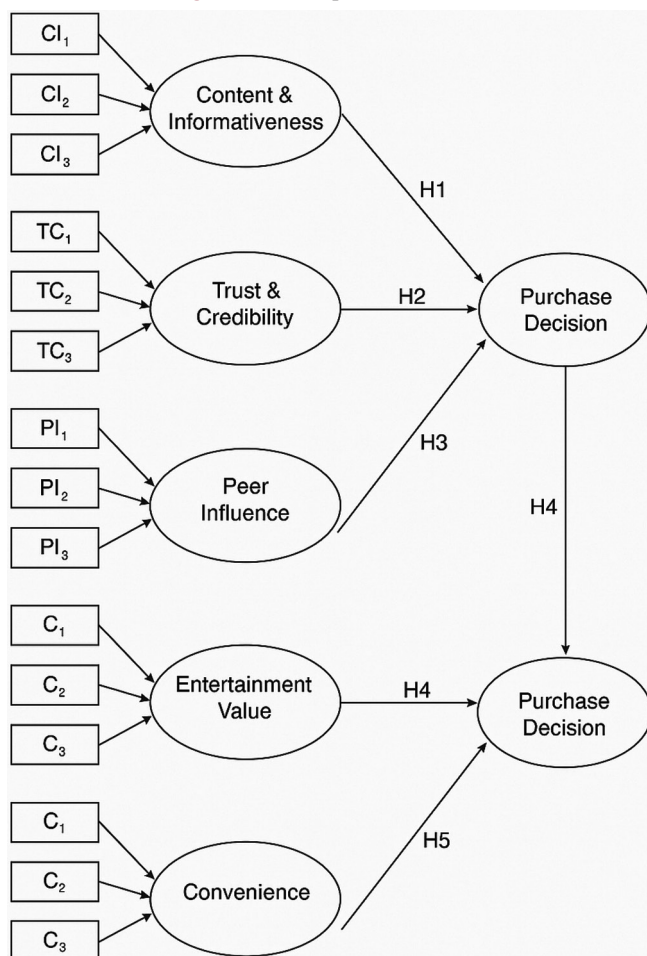 CI₁
CI₂
CI₃
Content &
Informativeness
H1
TC₁
TC₂
TC₃
Trust &
Credibility
H2
Purchase
Decision
PI₁
PI₂
PI₃
Peer
Influence
H3
H4
C₁
C₂
C₃
Entertainment
Value
H4
Purchase
Decision
C₁
C₂
C₃
Convenience
H5